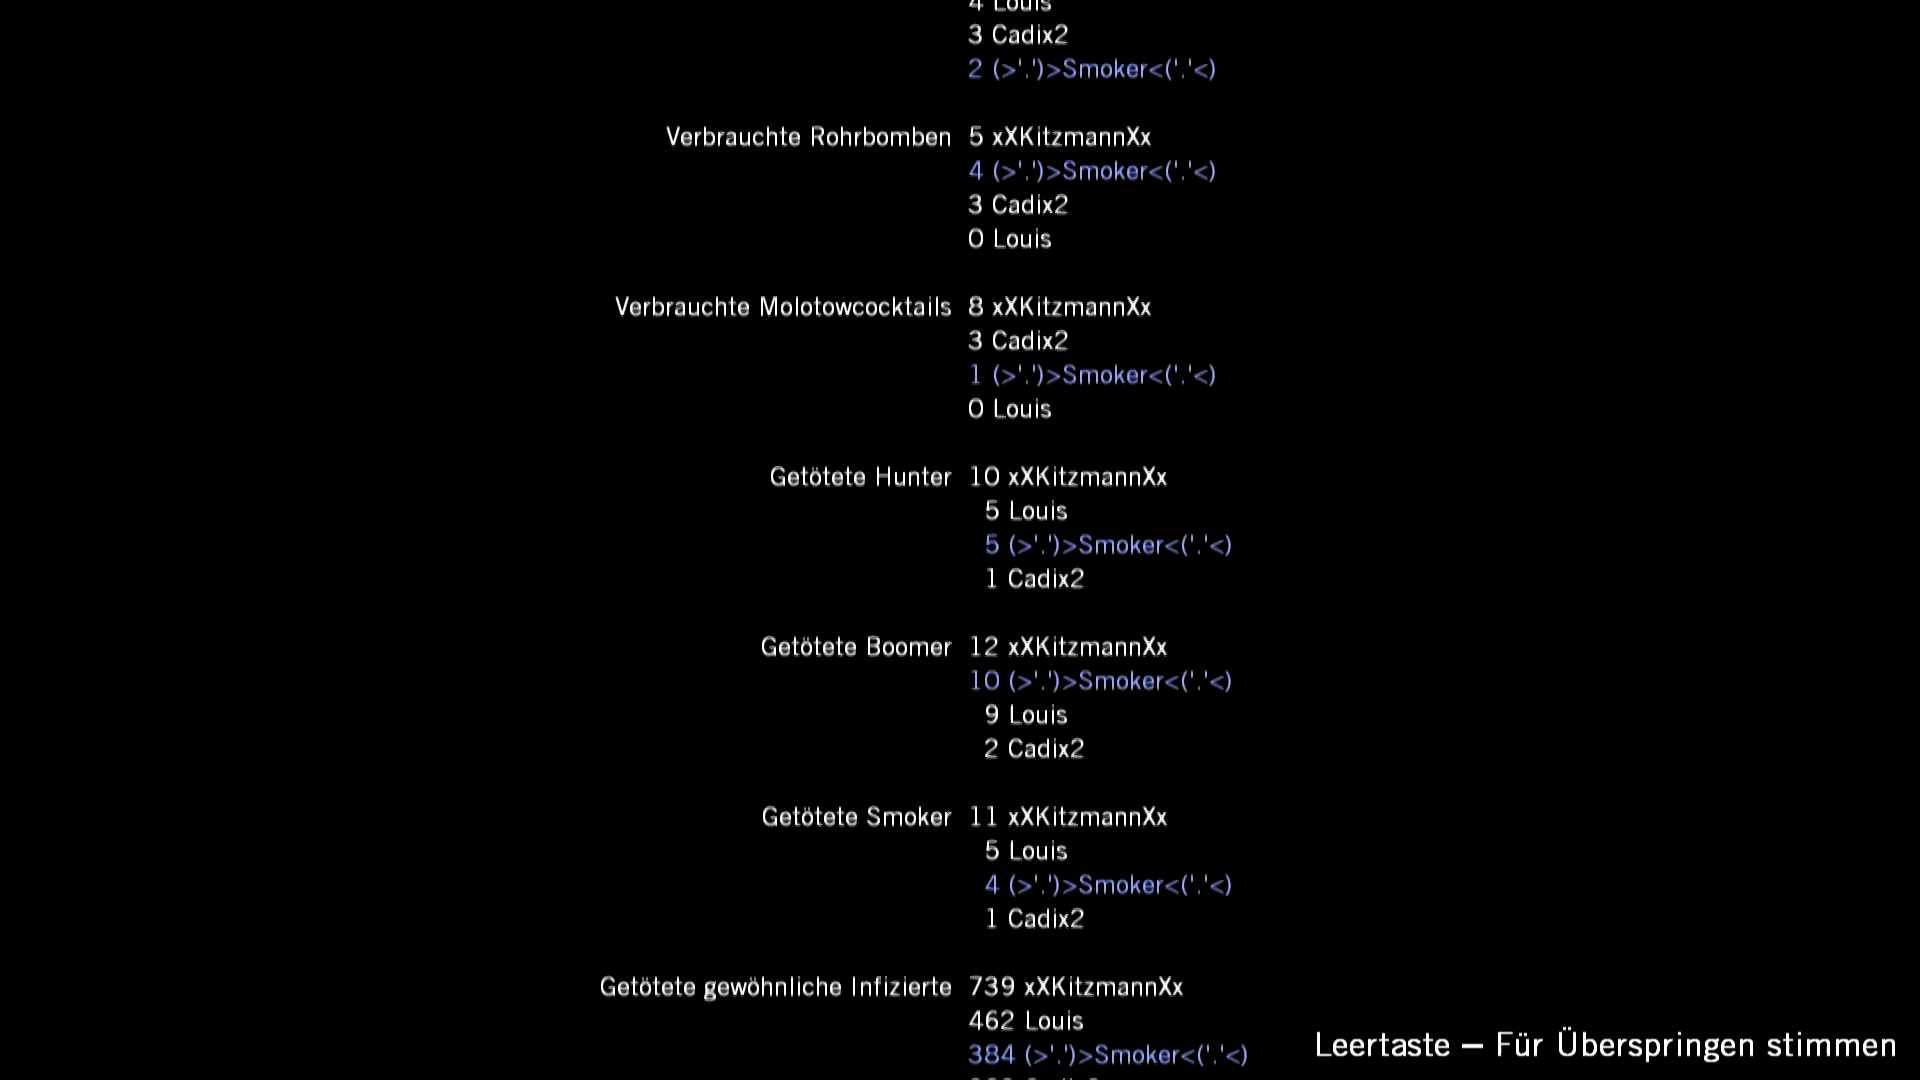 4 Louis
3 Cadix2
2 (>'.')>Smoker<('.'<)
Verbrauchte Rohrbomben 5 xXKitzmannXx
4 (>'.')>Smoker<('.'<)
3 Cadix2
0 Louis
Verbrauchte Molotowcocktails 8 xXKitzmannXx
3 Cadix2
1 (>'.')>Smoker<('.'<)
0 Louis
Getötete Hunter 10 xXKitzmannXx
5 Louis
5 (>'.')>Smoker<('.'<)
1 Cadix2
Getötete Boomer 12 xXKitzmannXx
10 (>'.')>Smoker<('.'<)
9 Louis
2 Cadix2
Getötete Smoker 11 xXKitzmannXx
5 Louis
4 (>'.')>Smoker<('.'<)
1 Cadix2
Getötete gewöhnliche Infizierte 739 xXKitzmannXx
462 Louis
384 (>'.')>Smoker<('.'<)
Leertaste – Für Überspringen stimmen